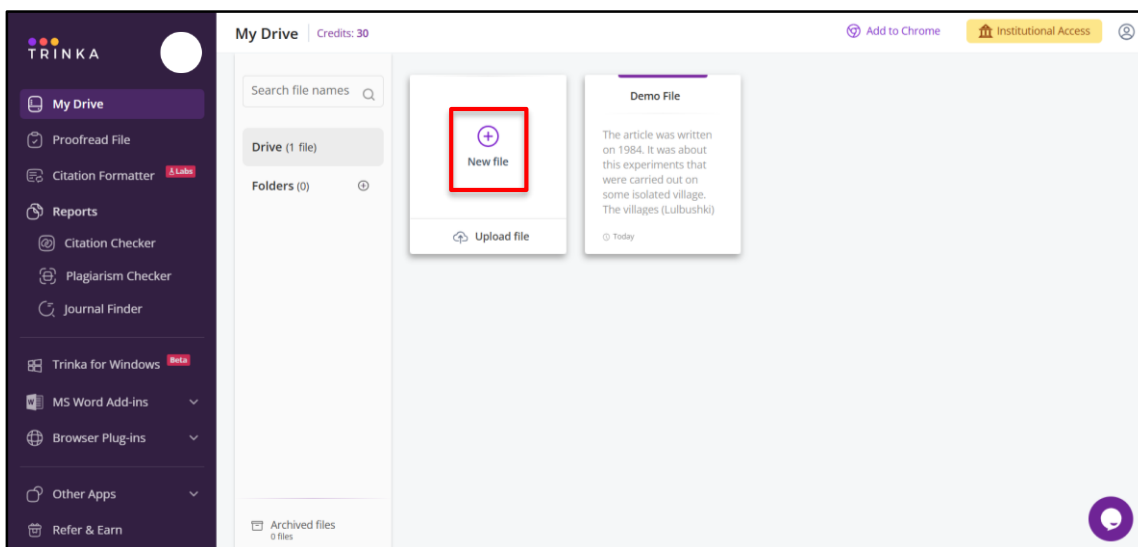 TRINKA
My Drive
Proofread File
Citation Formatter Labs
Reports
Citation Checker
Plagiarism Checker
Journal Finder
Trinka for Windows Beta
MS Word Add-ins
Browser Plug-ins
Other Apps
Refer & Earn
My Drive Credits: 30
Add to Chrome
Institutional Access
Search file names
Drive (1 file)
Folders (0)
Archived files
0 files
New file
Upload file
Demo File
The article was written
on 1984. It was about
this experiments that
were carried out on
some isolated village.
The villages (Lulbushki)
Today